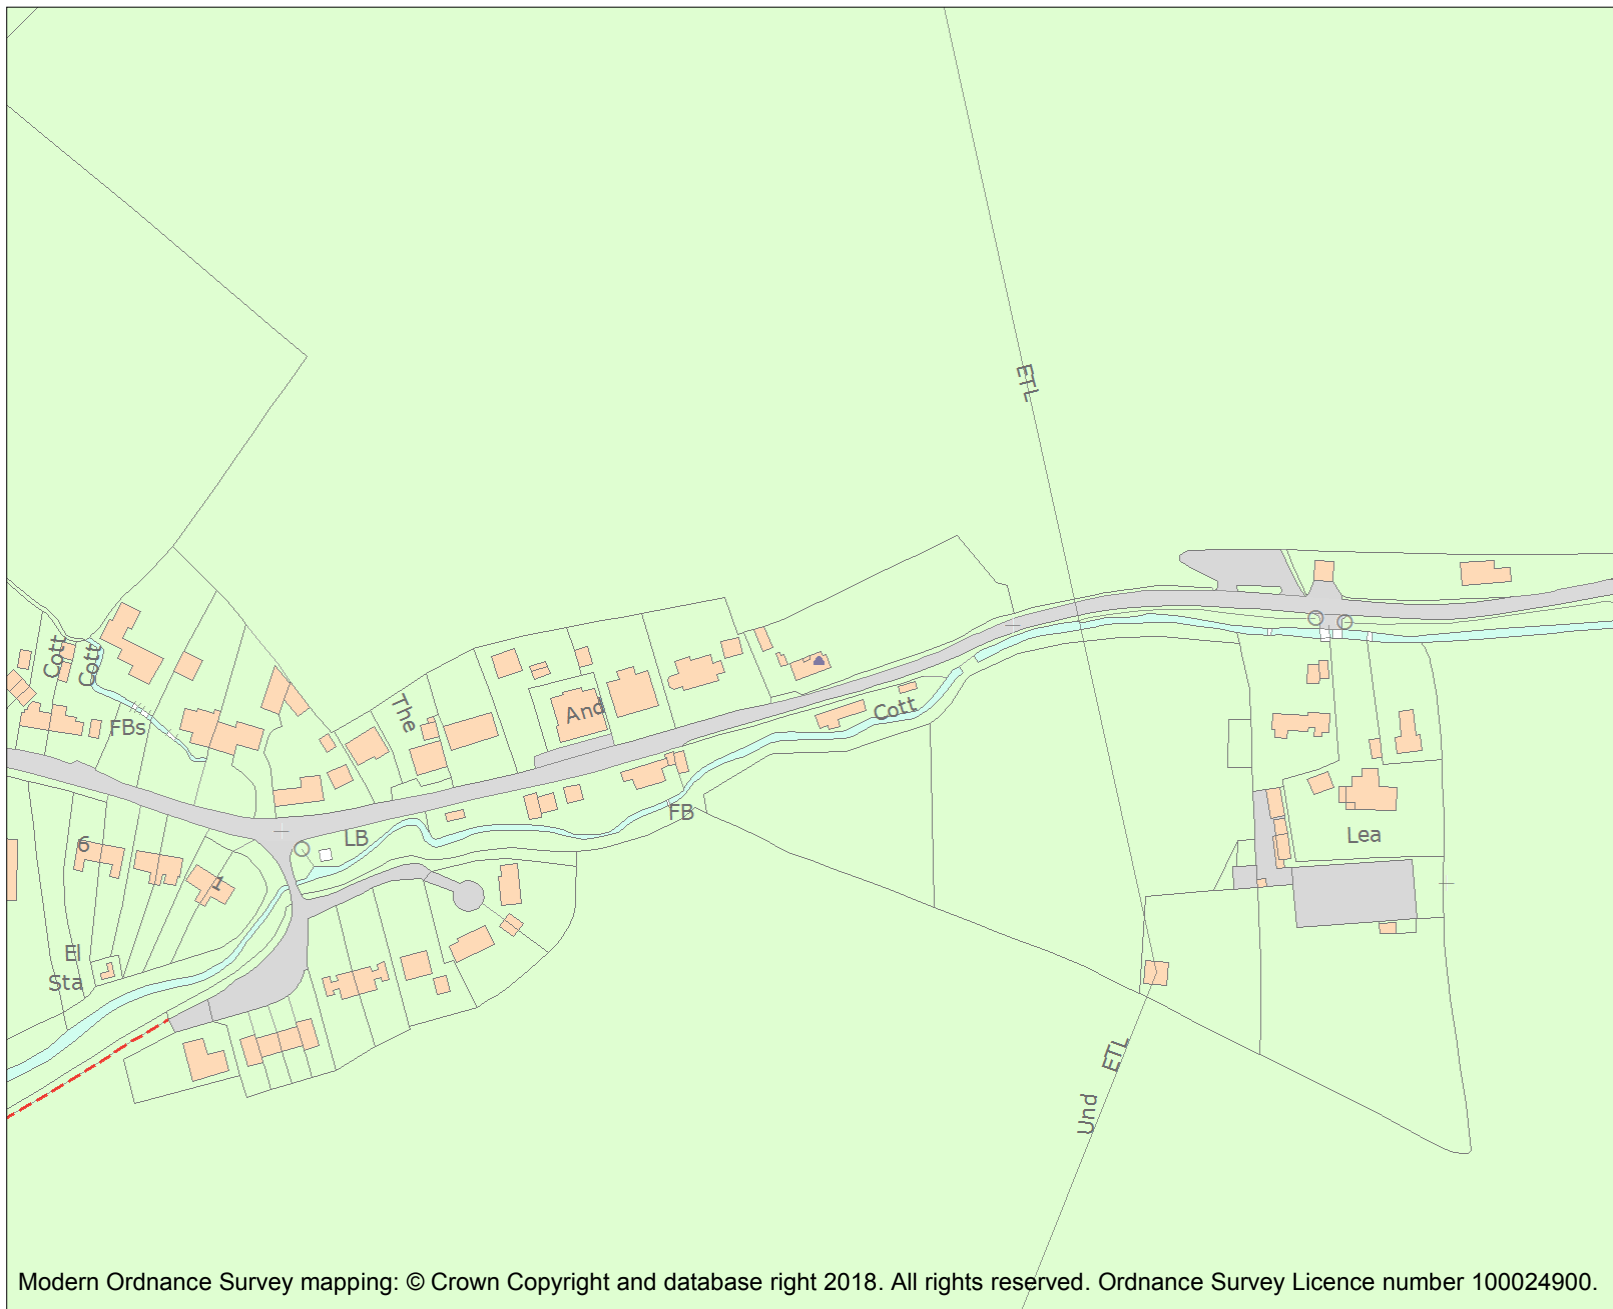 ETL
Cott
Cott
The
And
Cott
FBs
FB
LB
6
1
Lea
El
Sta
ETL
Und
Modern Ordnance Survey mapping: © Crown Copyright and database right 2018. All rights reserved. Ordnance Survey Licence number 100024900.